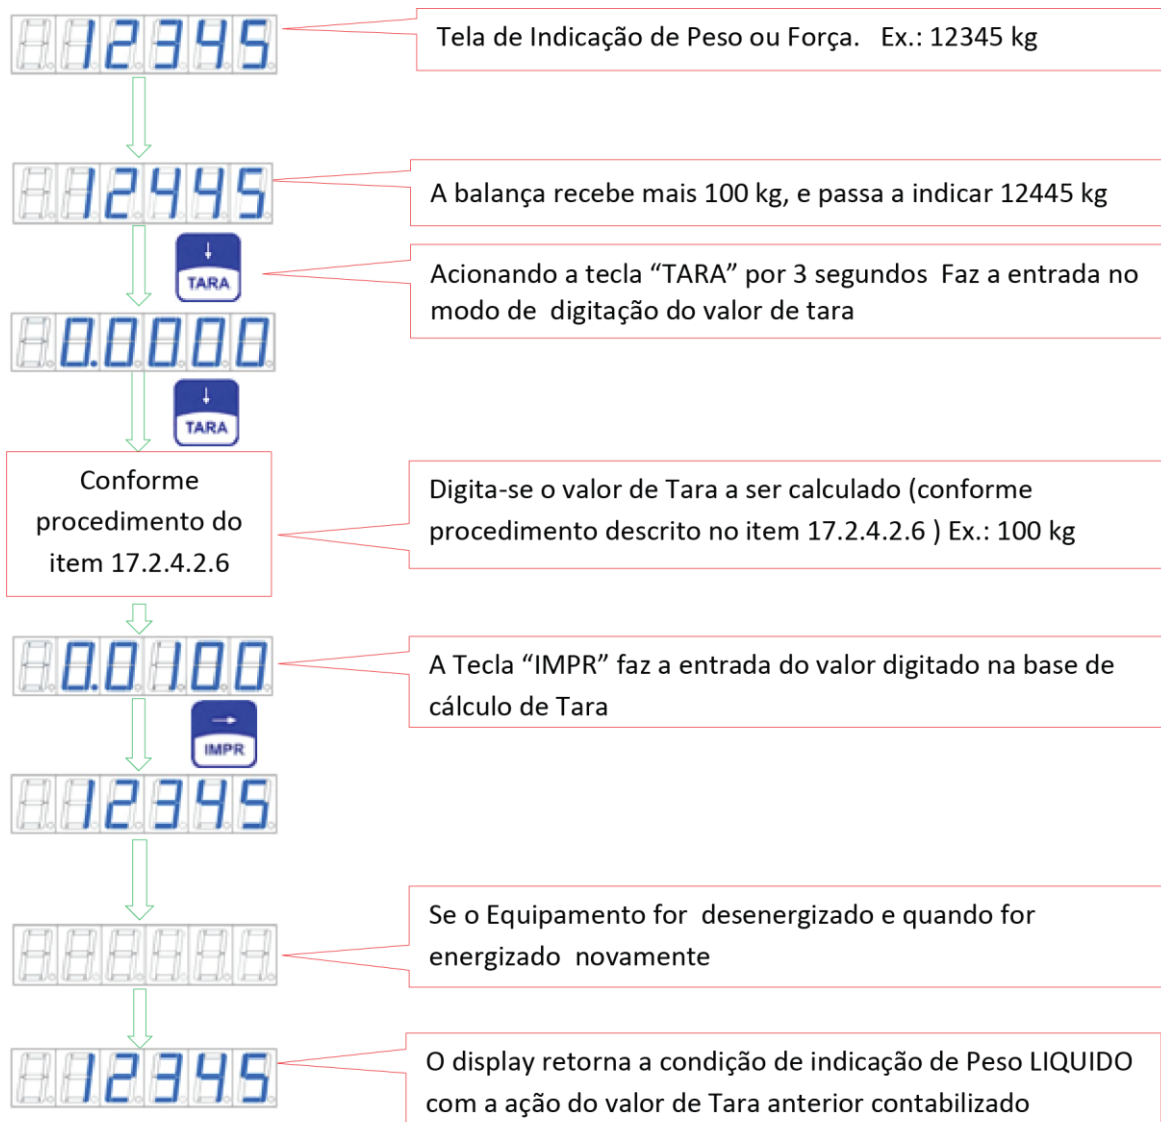 12345
Tela de Indicação de Peso ou Força.   Ex.: 12345 kg
12445
A balança recebe mais 100 kg, e passa a indicar 12445 kg
TARA
Acionando a tecla “TARA” por 3 segundos  Faz a entrada no
modo de  digitação do valor de tara
0.0000
TARA
Conforme
procedimento do
item 17.2.4.2.6
Digita-se o valor de Tara a ser calculado (conforme
procedimento descrito no item 17.2.4.2.6 ) Ex.: 100 kg
0.0100
A Tecla “IMPR” faz a entrada do valor digitado na base de
cálculo de Tara
IMPR
12345
Se o Equipamento for  desenergizado e quando for
energizado  novamente
12345
O display retorna a condição de indicação de Peso LIQUIDO
com a ação do valor de Tara anterior contabilizado